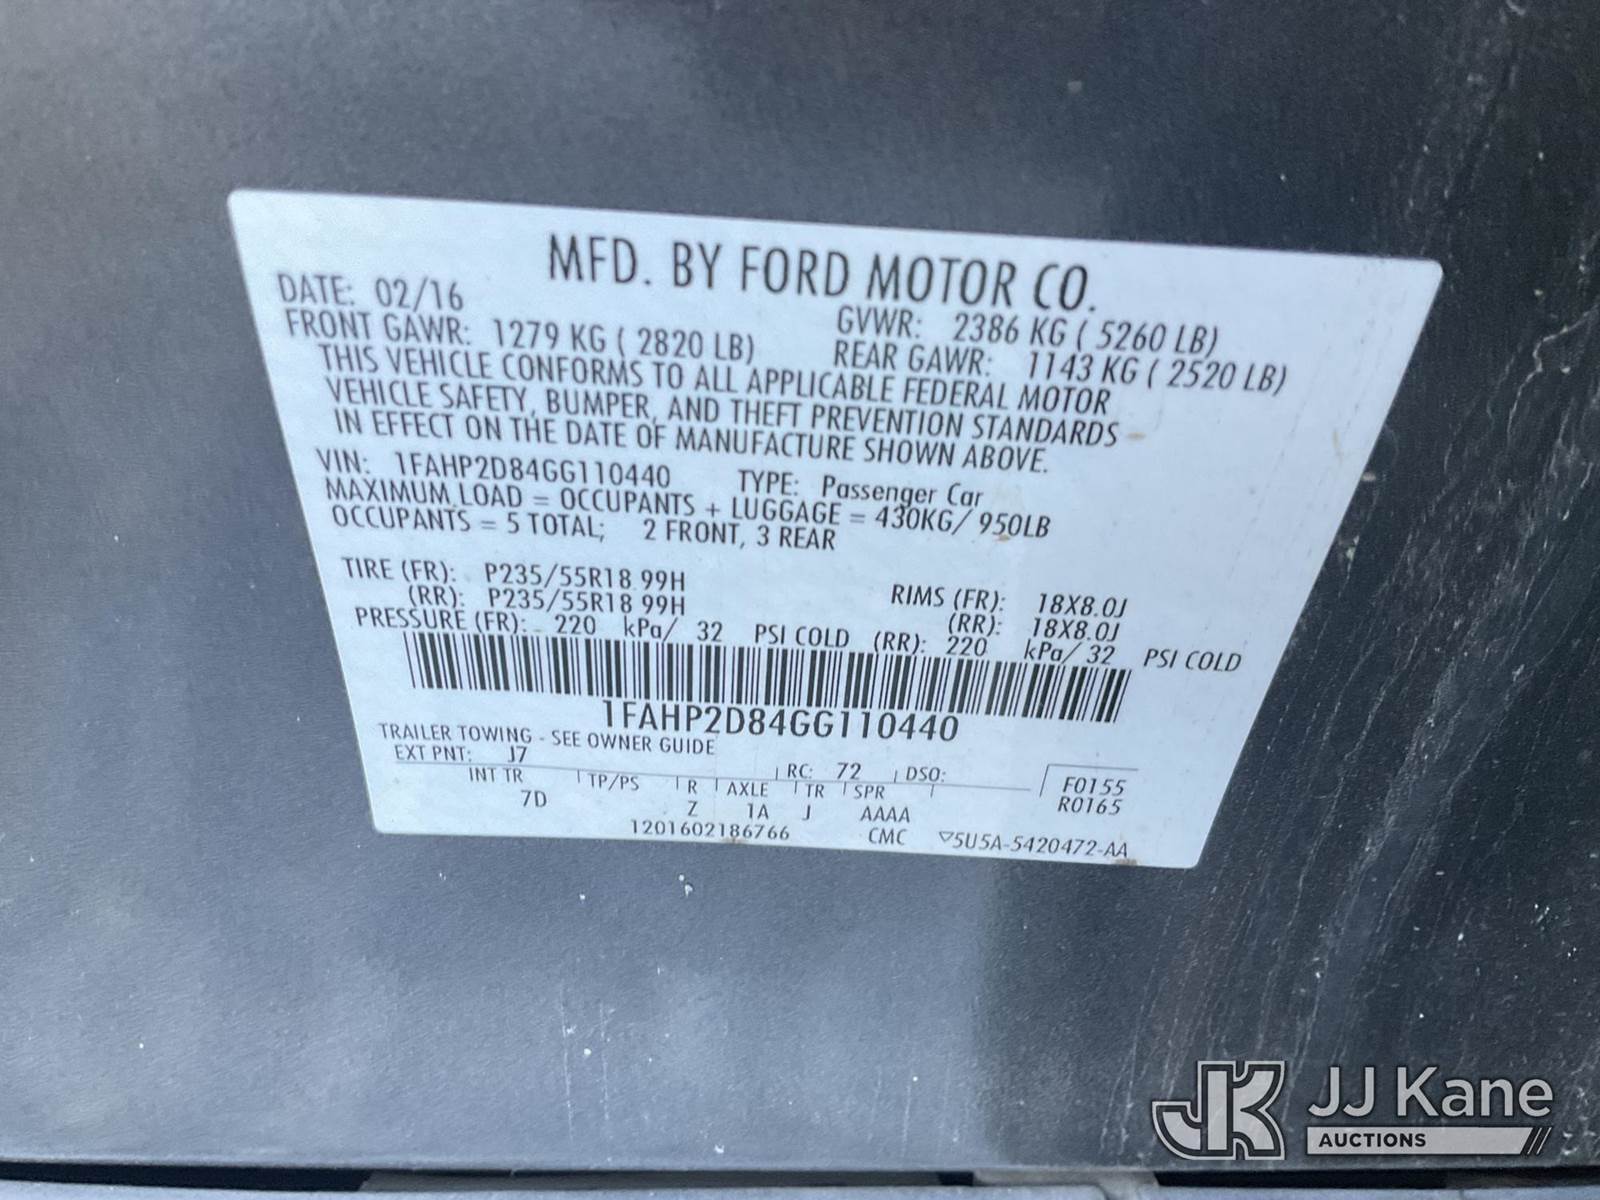 MFD. BY FORD MOTOR CO.
DATE: 02/16 GVWR: 2386 KG ( 5260 LB)
FRONT GAWR: 1279 KG ( 2820 LB) REAR GAWR: 1143 KG ( 2520 LB)
THIS VEHICLE CONFORMS TO ALL APPLICABLE FEDERAL MOTOR
VEHICLE SAFETY, BUMPER, AND THEFT PREVENTION STANDARDS
IN EFFECT ON THE DATE OF MANUFACTURE SHOWN ABOVE.
VIN: 1FAHP2D84GG110440 TYPE: Passenger Car
MAXIMUM LOAD = OCCUPANTS + LUGGAGE = 430KG/ 950LB
OCCUPANTS = 5 TOTAL; 2 FRONT, 3 REAR
TIRE (FR): P235/55R18 99H RIMS (FR): 18X8.0J
(RR): P235/55R18 99H (RR): 18X8.0J
PRESSURE (FR): 220 kPa/ 32 PSI COLD (RR): 220 kPa/ 32 PSI COLD
1FAHP2D84GG110440
TRAILER TOWING - SEE OWNER GUIDE
EXT PNT: J7 RC: 72 DSO:
INT TR TP/PS R AXLE TR SPR F0155
7D Z 1A J AAAA R0165
1201602186766 CMC ▽5U5A-5420472-AA
JK JJ Kane
AUCTIONS